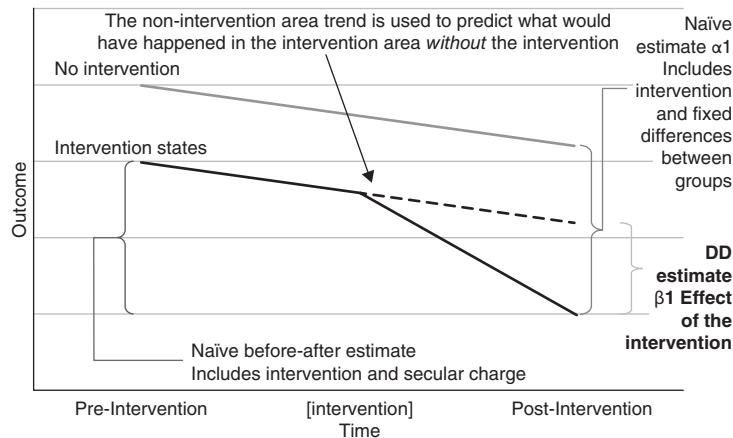 The non-intervention area trend is used to predict what would
have happened in the intervention area without the intervention
Naïve
estimate α1
Includes
intervention
and fixed
differences
between
groups
No intervention
Intervention states
Outcome
DD
estimate
β1 Effect
of the
intervention
Naïve before-after estimate
Includes intervention and secular charge
Pre-Intervention
[intervention]
Post-Intervention
Time